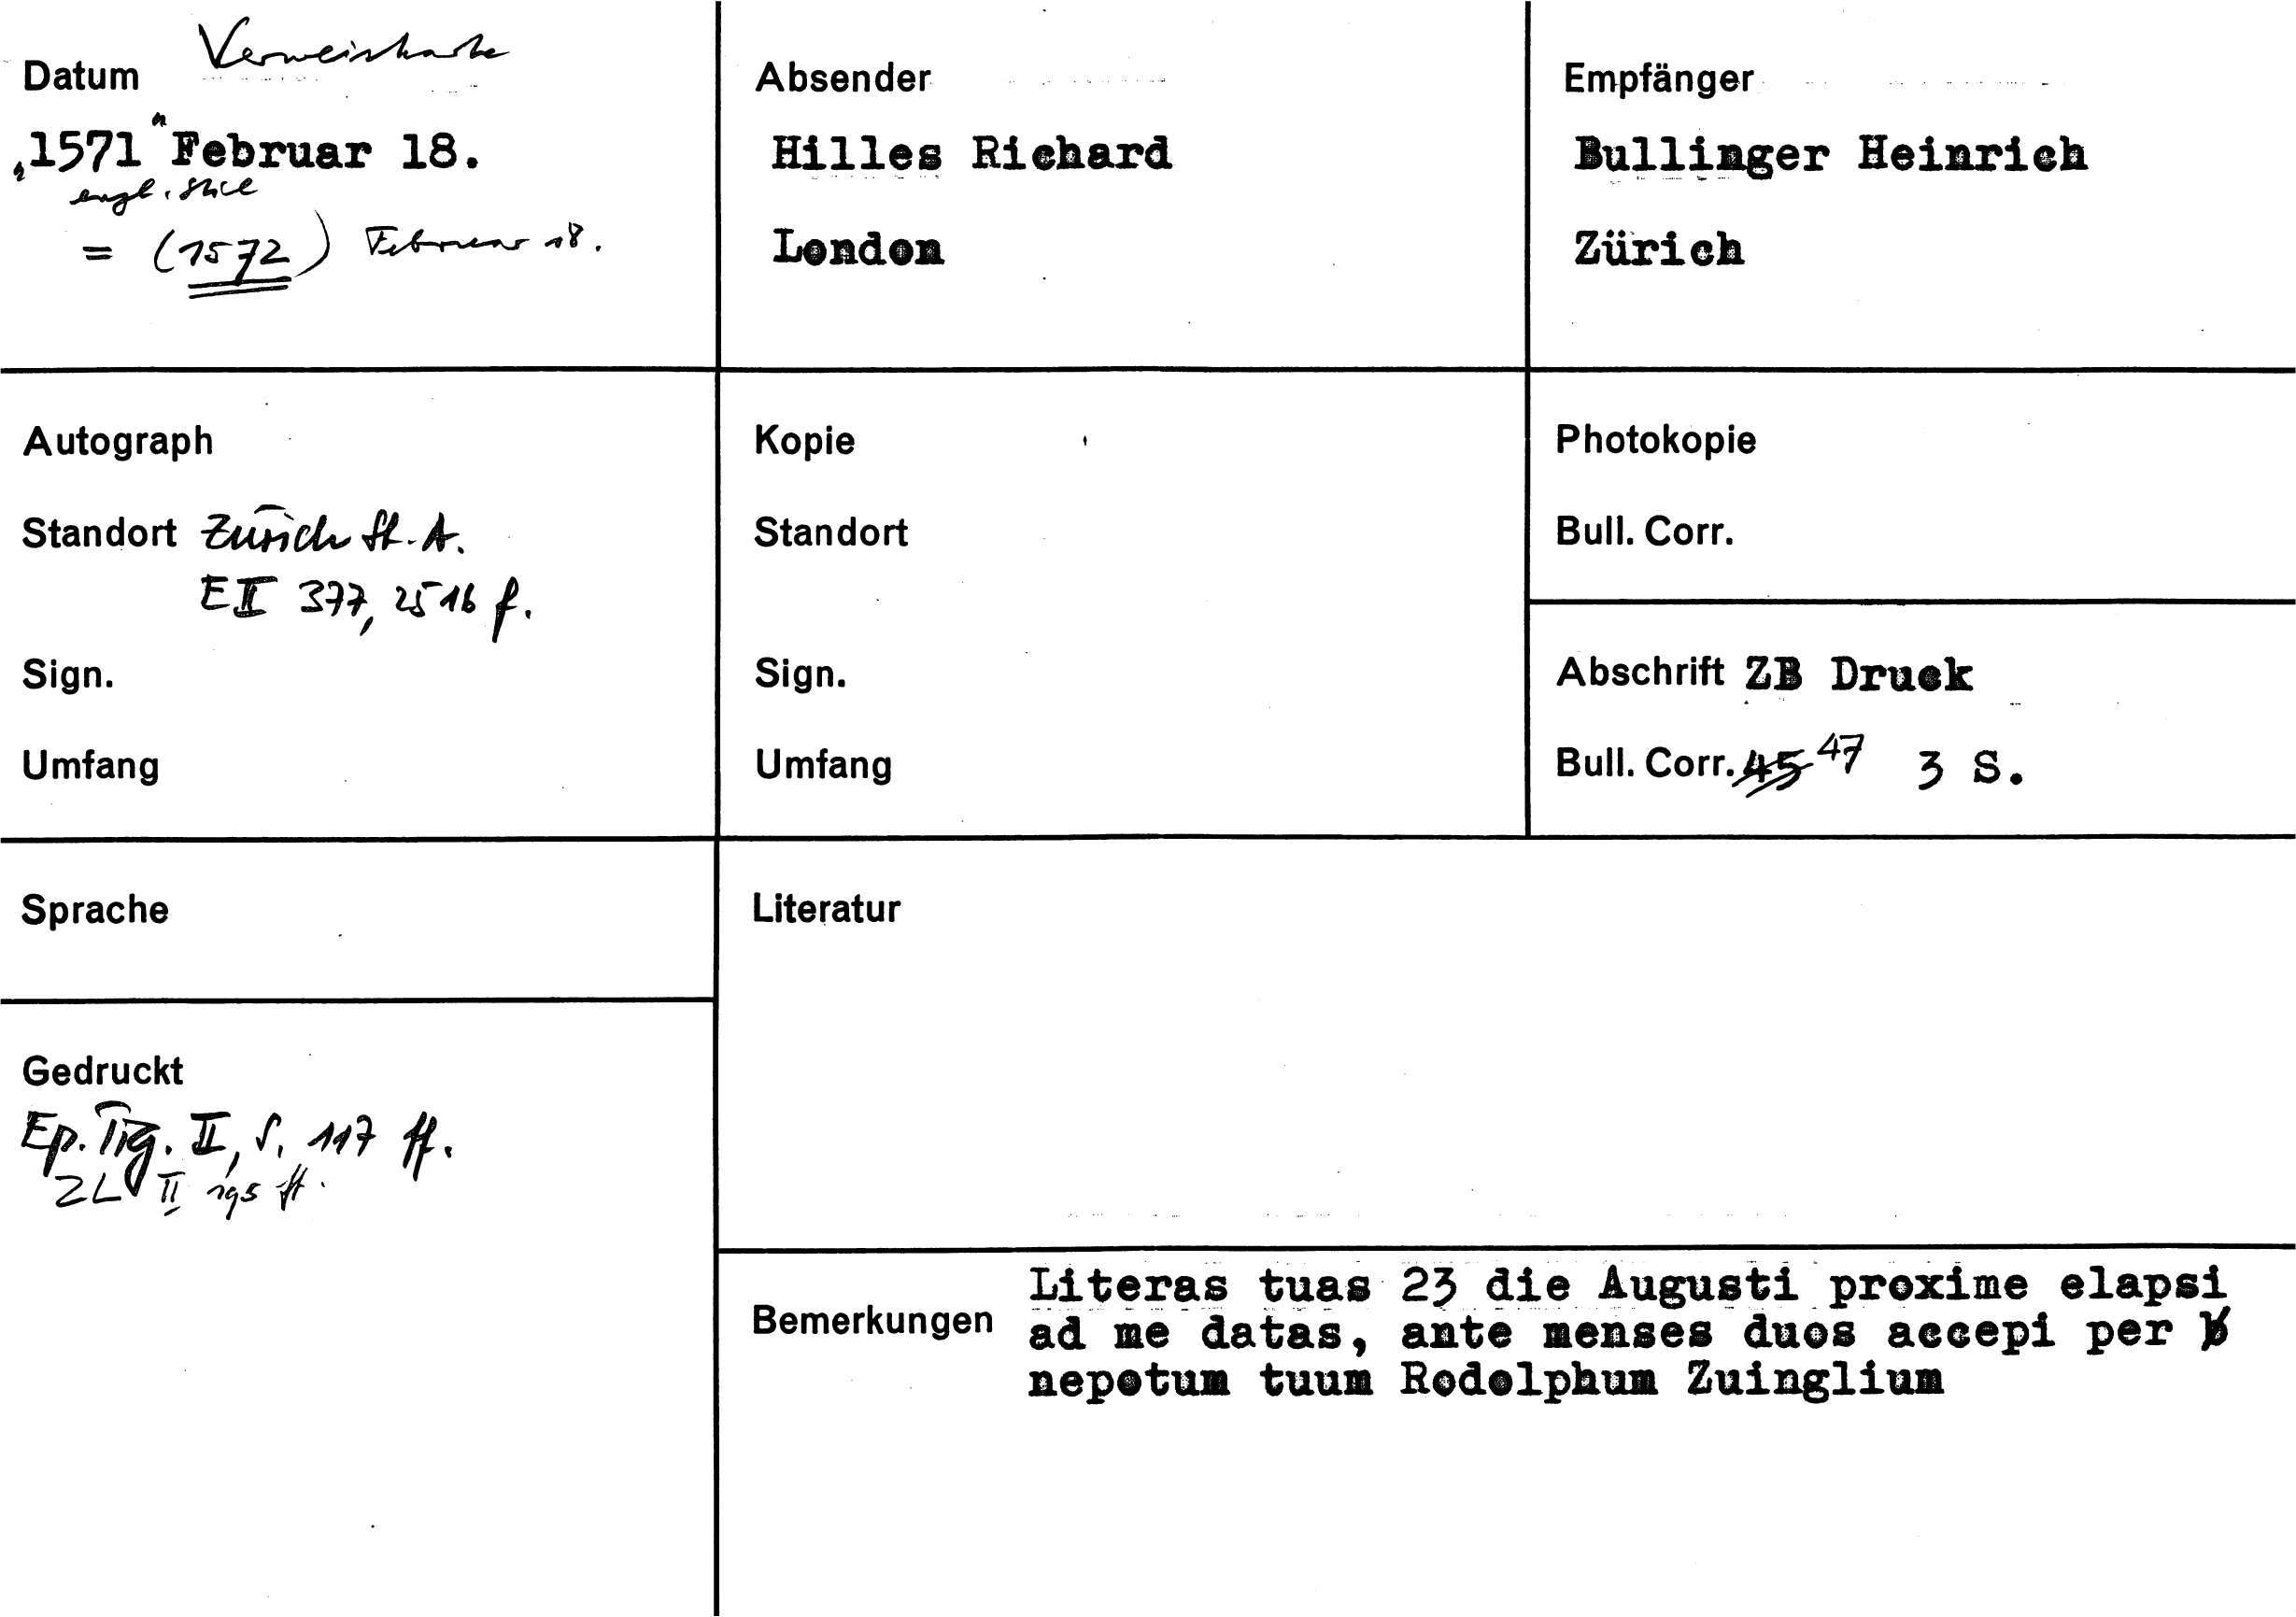 Datum Verweiskarte
„1571“ Februar 18.
engl. Stil
= (1572) Februar 18.
Absender
Hilles Richard
London
Empfänger
Bullinger Heinrich
Zürich
Autograph
Standort Zürich St. A.
E II 377, 2516 f.
Sign.
Umfang
Kopie
Standort
Sign.
Umfang
Photokopie
Bull. Corr.
Abschrift ZB Druck
Bull. Corr. 45 47 3 S.
Sprache
Literatur
Gedruckt
Ep. Tig. II, S. 117 ff.
ZL II 195 ff.
Bemerkungen
Literas tuas 23 die Augusti proxime elapsi
ad me datas, ante menses duos accepi per
nepotum tuum Rodolphum Zuinglium